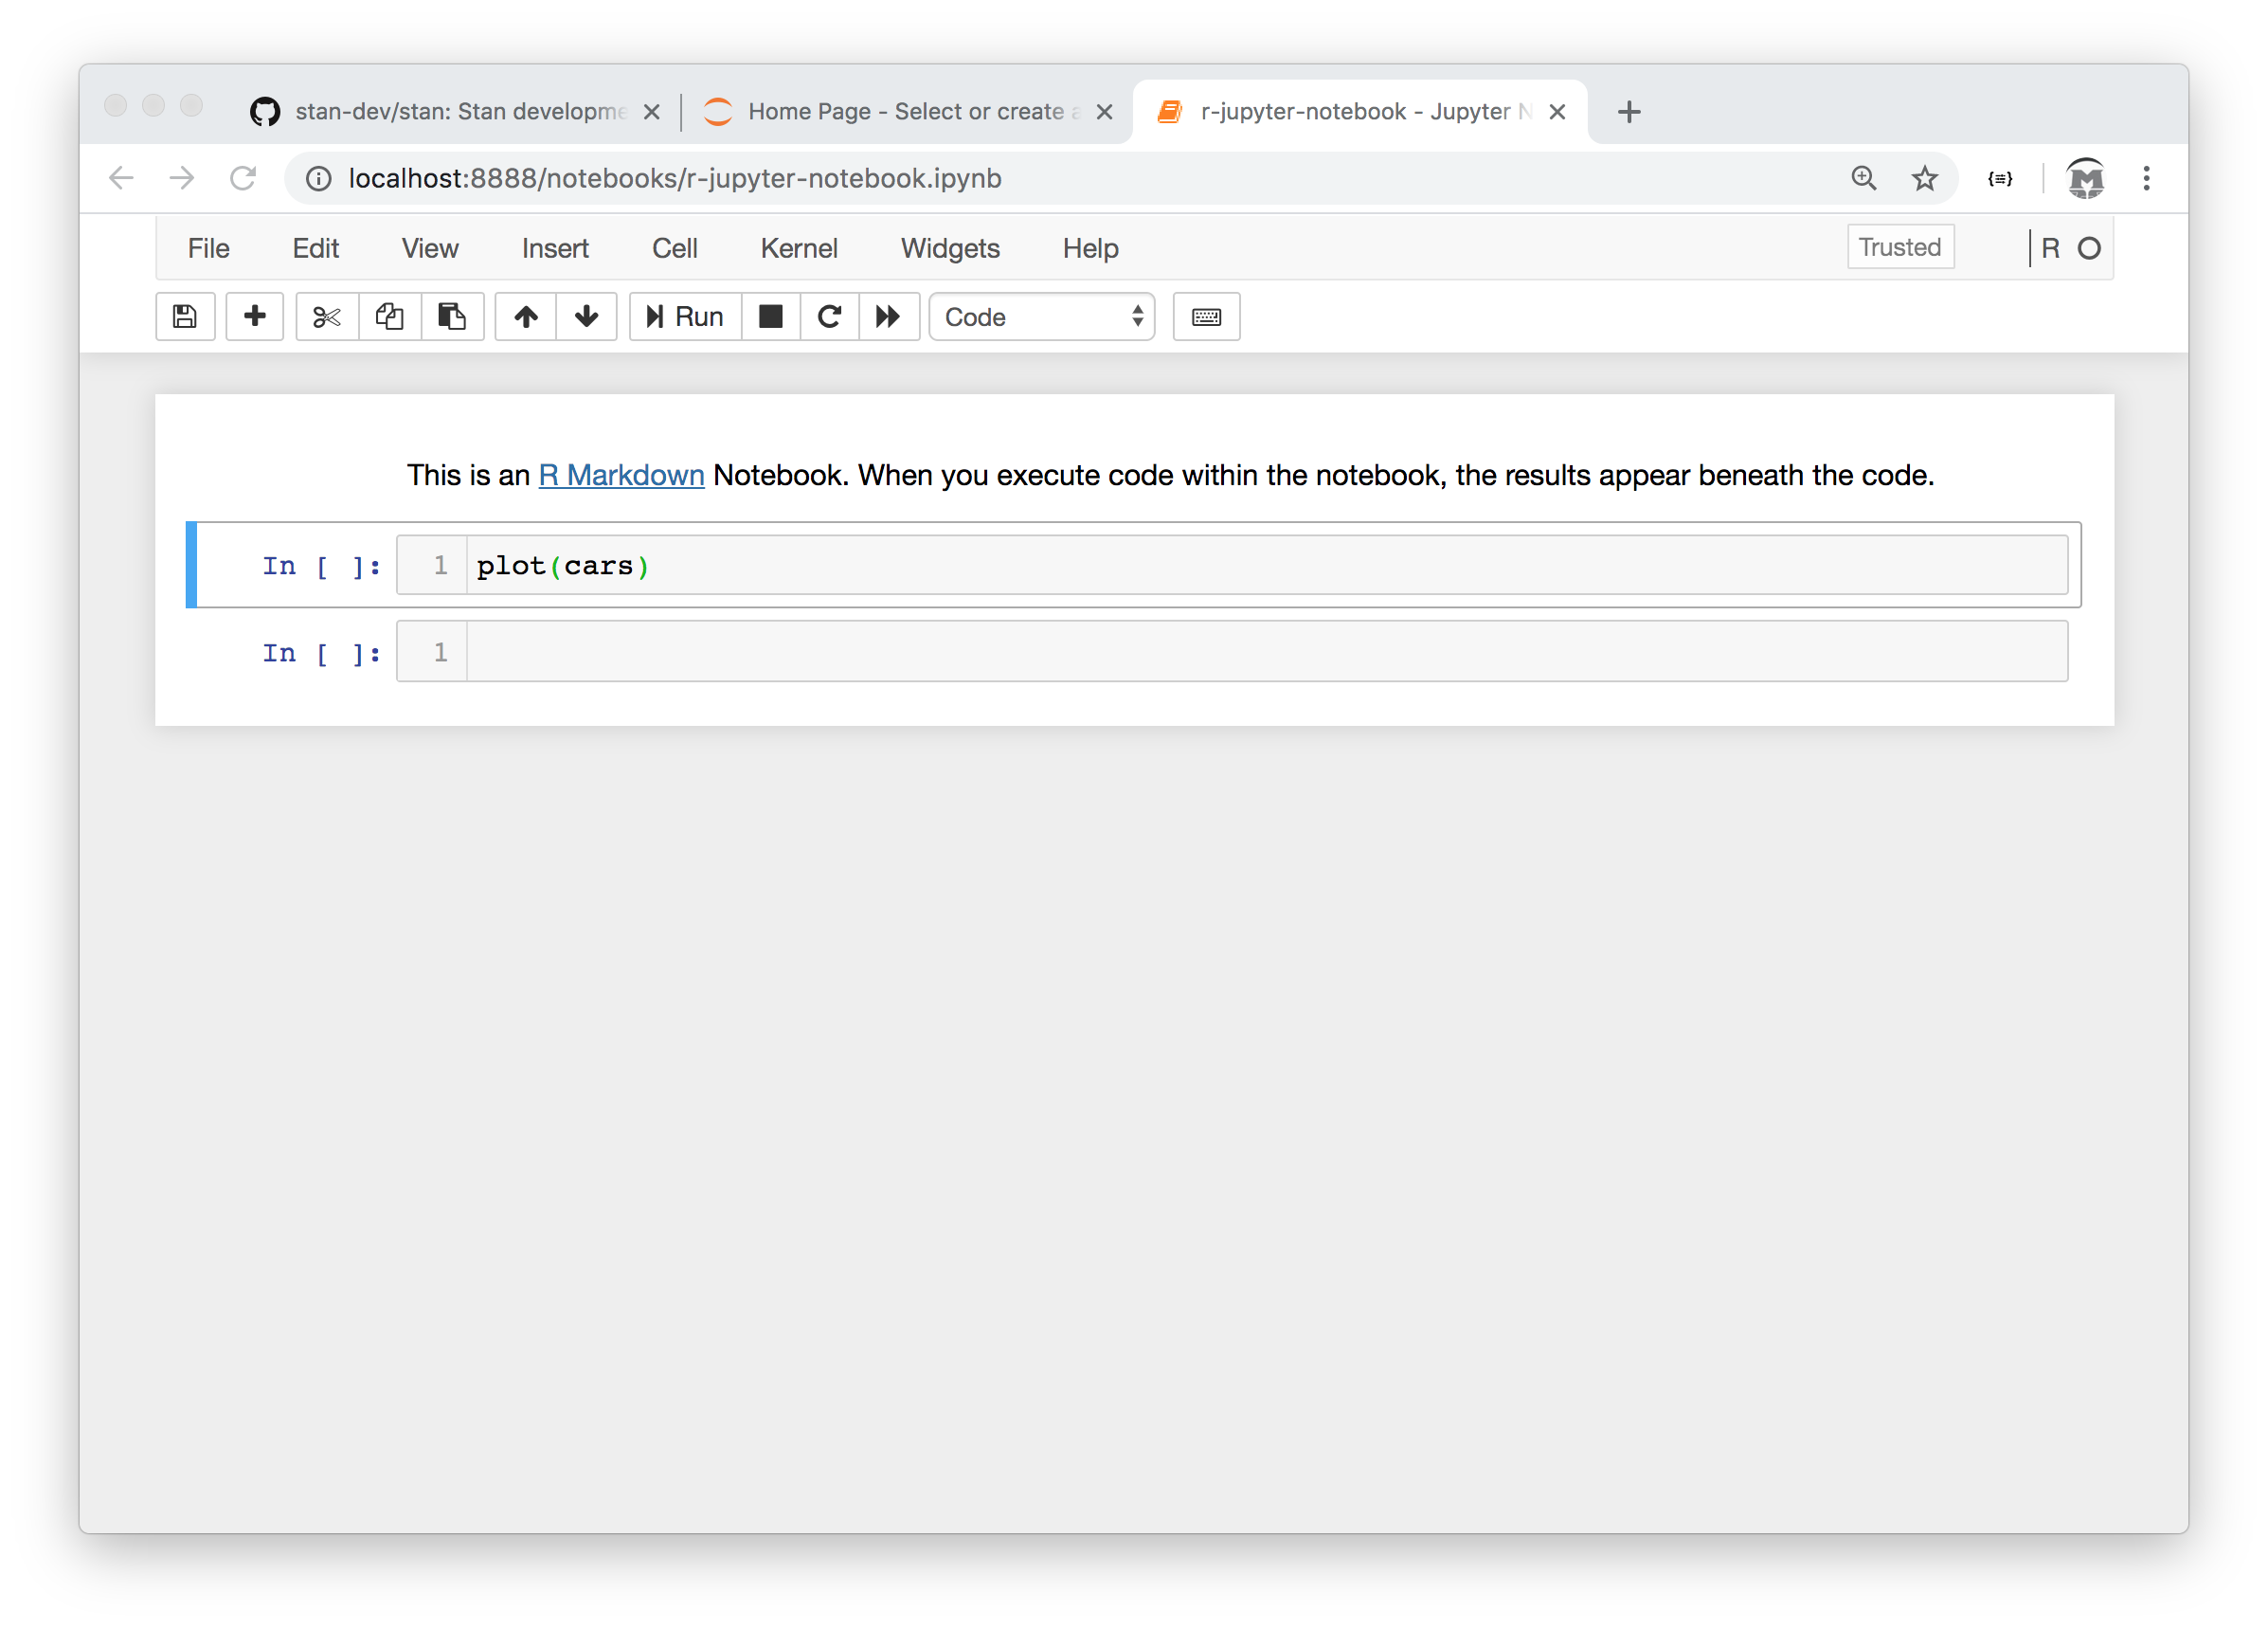 stan-dev/stan: Stan developme
Home Page - Select or create a
r-jupyter-notebook - Jupyter N
localhost:8888/notebooks/r-jupyter-notebook.ipynb
File Edit View Insert Cell Kernel Widgets Help Trusted R
Run Code
This is an R Markdown Notebook. When you execute code within the notebook, the results appear beneath the code.
In [ ]: 1 plot(cars)
In [ ]: 1